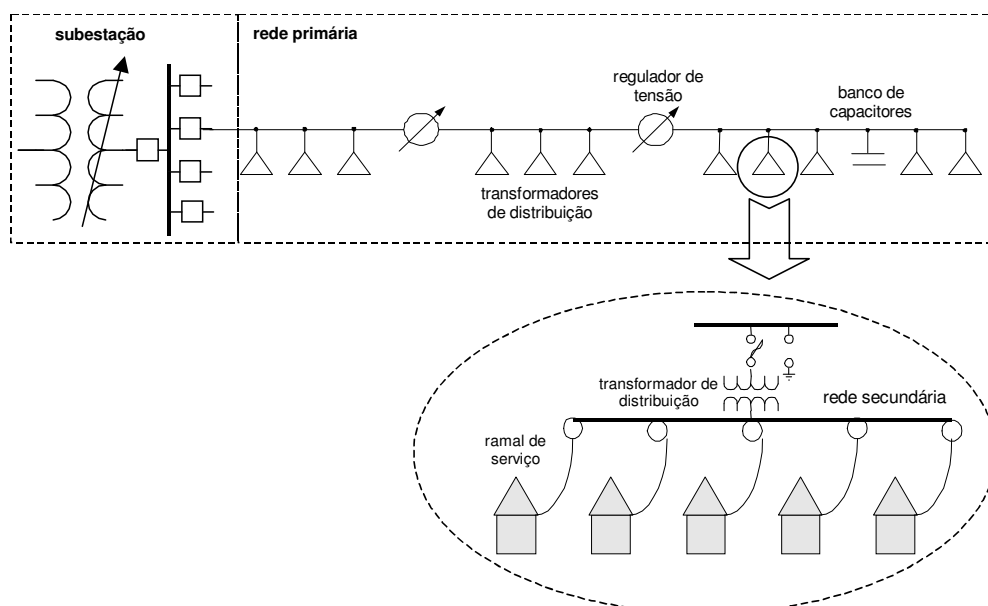 subestação
rede primária
regulador de
tensão
banco de
capacitores
transformadores
de distribuição
transformador de
distribuição
rede secundária
ramal de
serviço